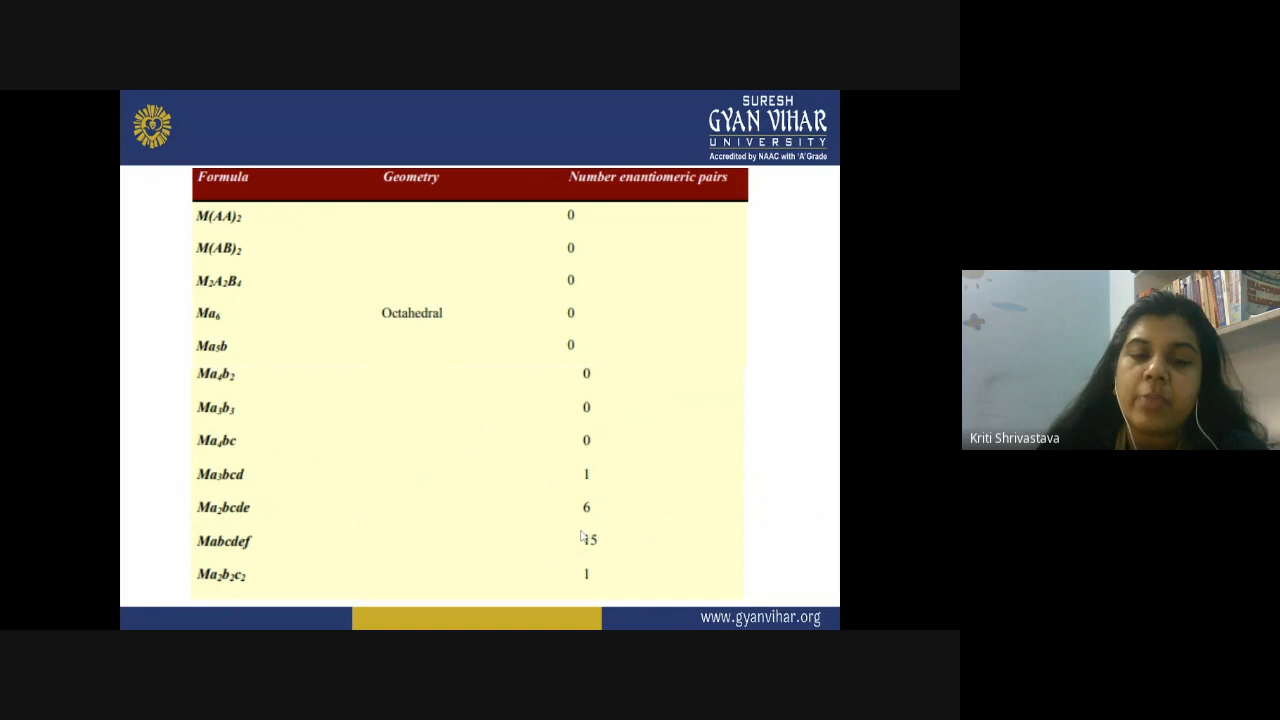 SURESH
GYAN VIHAR
UNIVERSITY
Accredited by NAAC with 'A' Grade
Formula Geometry Number enantiomeric pairs
M(AA)₂ 0
M(AB)₂ 0
M₂A₂B₄ 0
Ma₆ Octahedral 0
Ma₅b 0
Ma₄b₂ 0
Ma₃b₃ 0
Ma₄bc 0
Ma₃bcd 1
Ma₂bcde 6
Mabcdef 15
Ma₂b₂c₂ 1
www.gyanvihar.org
Kriti Shrivastava